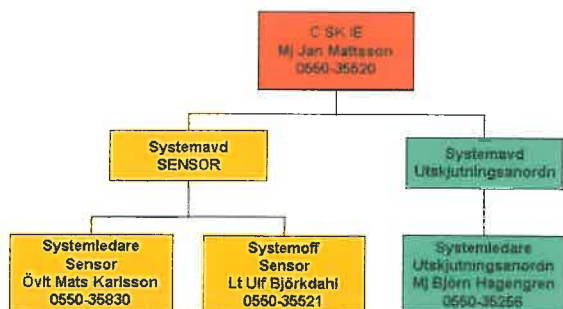 C SK IE
Mj Jan Mattsson
0550-35520
Systemavd
SENSOR
Systemavd
Utskjutningsanordn
Systemledare
Sensor
Övlt Mats Karlsson
0550-35830
Systemoff
Sensor
Lt Ulf Björkdahl
0550-35521
Systemledare
Utskjutningsanordn
Mj Björn Hagengren
0550-35256